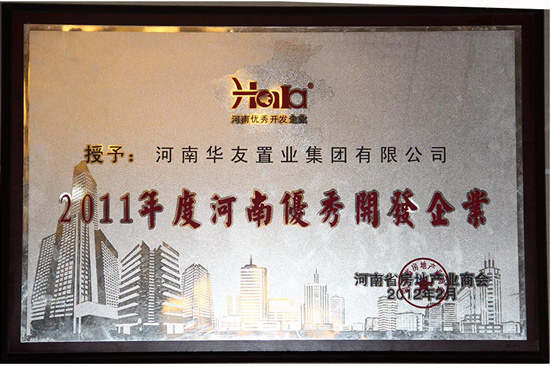 河南优秀开发企业
授予：河南华友置业集团有限公司
2011年度河南優秀開發企業
河南省房地产业商会
2012年2月